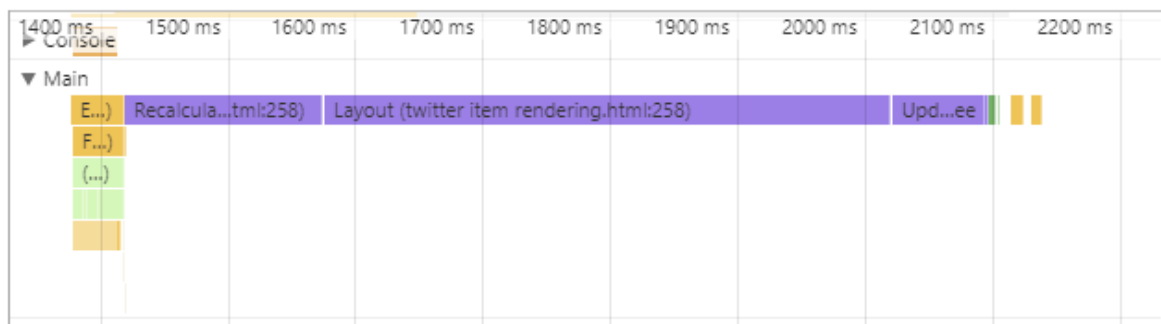 1400 ms 1500 ms 1600 ms 1700 ms 1800 ms 1900 ms 2000 ms 2100 ms 2200 ms
▶ Console
▼ Main
E...) Recalcula...tml:258) Layout (twitter item rendering.html:258) Upd...ee
F...)
(...)